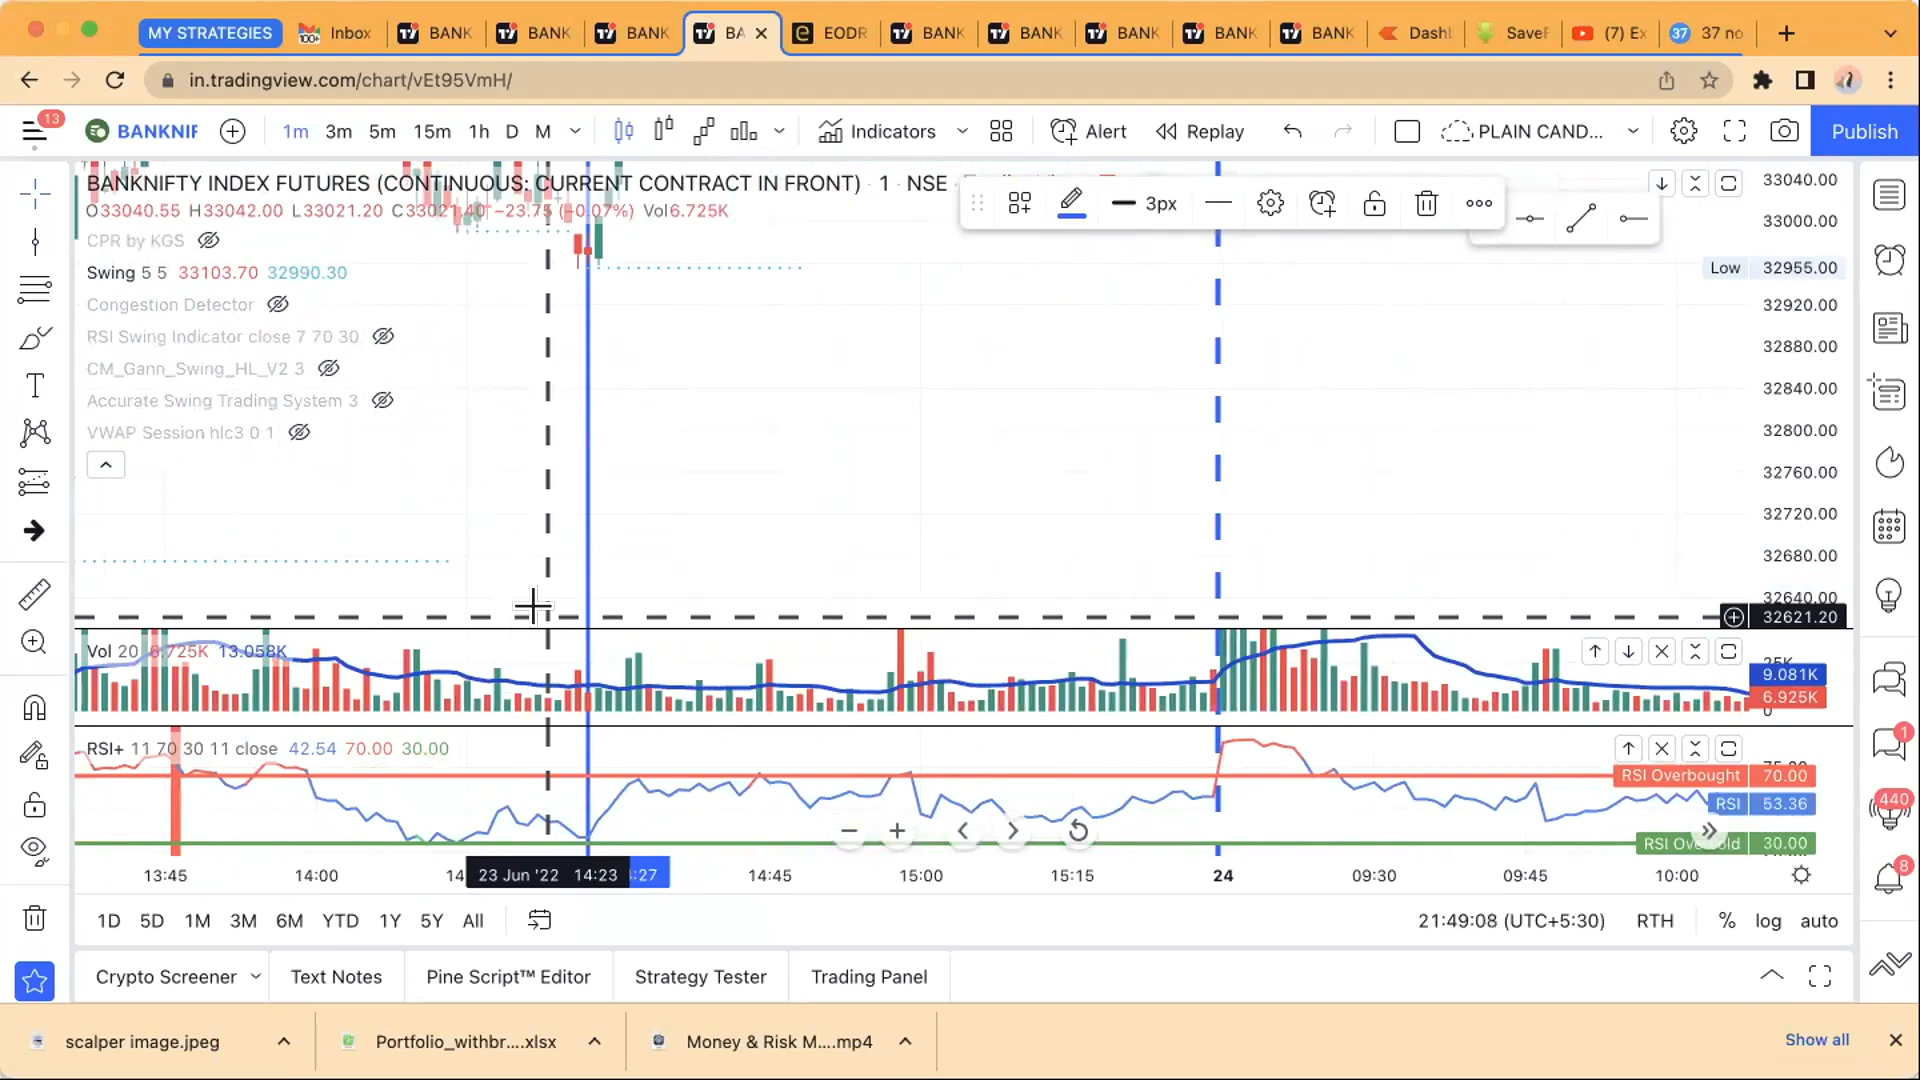 MY STRATEGIES 100+ Inbox BANK BANK BANK BA EODR BANK BANK BANK BANK BANK Dash SaveF (7) Ex 37 37 no
in.tradingview.com/chart/vEt95VmH/
13 BANKNIF 1m 3m 5m 15m 1h D M Indicators Alert Replay PLAIN CAND... Publish
BANKNIFTY INDEX FUTURES (CONTINUOUS: CURRENT CONTRACT IN FRONT) · 1 · NSE
3px
O33040.55 H33042.00 L33021.20 C33021.40 −23.75 (−0.07%) Vol6.725K
CPR by KGS
Swing 5 5 33103.70 32990.30
Congestion Detector
RSI Swing Indicator close 7 70 30
CM_Gann_Swing_HL_V2 3
Accurate Swing Trading System 3
VWAP Session hlc3 0 1
33040.00
33000.00
Low 32955.00
32920.00
32880.00
32840.00
32800.00
32760.00
32720.00
32680.00
32640.00
32621.20
Vol 20 6.725K 13.058K
25K
9.081K
6.925K
0
RSI+ 11 70 30 11 close 42.54 70.00 30.00
RSI Overbought 70.00
RSI 53.36
30.00
13:45 14:00 14 23 Jun '22 14:23 :27 14:45 15:00 15:15 24 09:30 09:45 10:00
1D 5D 1M 3M 6M YTD 1Y 5Y All 21:49:08 (UTC+5:30) RTH % log auto
Crypto Screener Text Notes Pine Script™ Editor Strategy Tester Trading Panel
1
440
8
scalper image.jpeg Portfolio_withbr....xlsx Money & Risk M....mp4 Show all